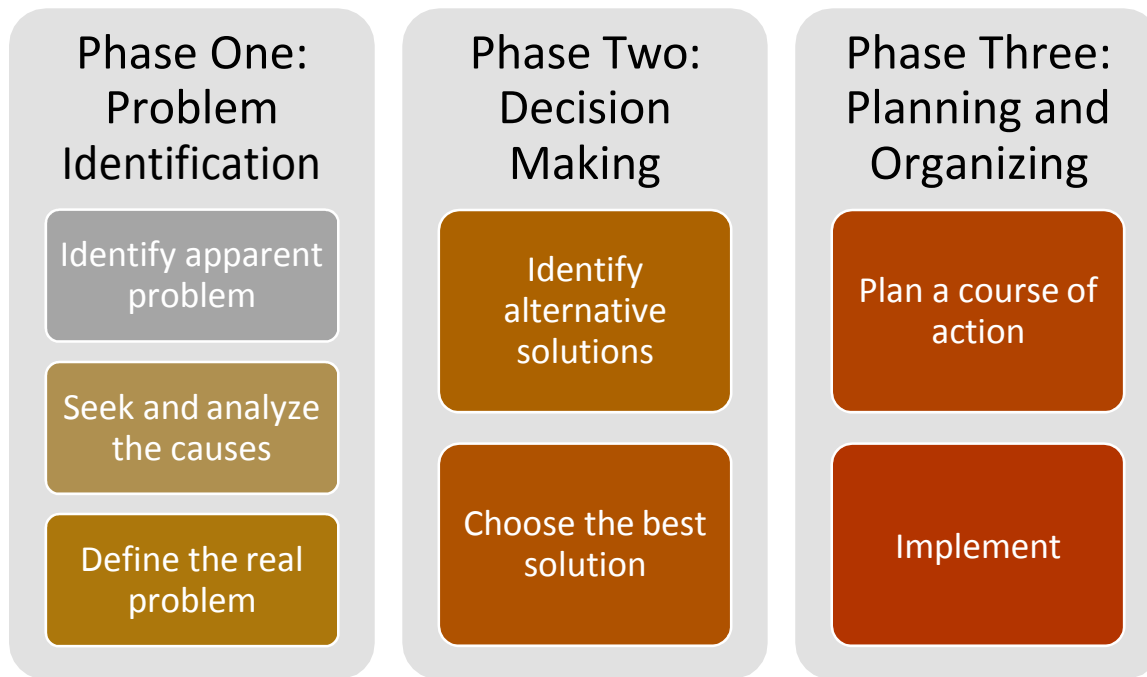 Phase One:
Problem
Identification
Identify apparent
problem
Seek and analyze
the causes
Define the real
problem
Phase Two:
Decision
Making
Identify
alternative
solutions
Choose the best
solution
Phase Three:
Planning and
Organizing
Plan a course of
action
Implement